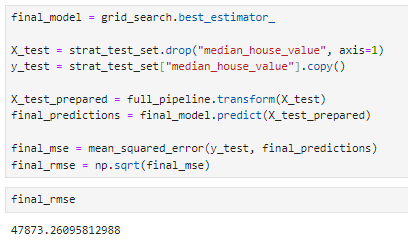 final_model = grid_search.best_estimator_
X_test = strat_test_set.drop("median_house_value", axis=1)
y_test = strat_test_set["median_house_value"].copy()
X_test_prepared = full_pipeline.transform(X_test)
final_predictions = final_model.predict(X_test_prepared)
final_mse = mean_squared_error(y_test, final_predictions)
final_rmse = np.sqrt(final_mse)
final_rmse
47873.26095812988